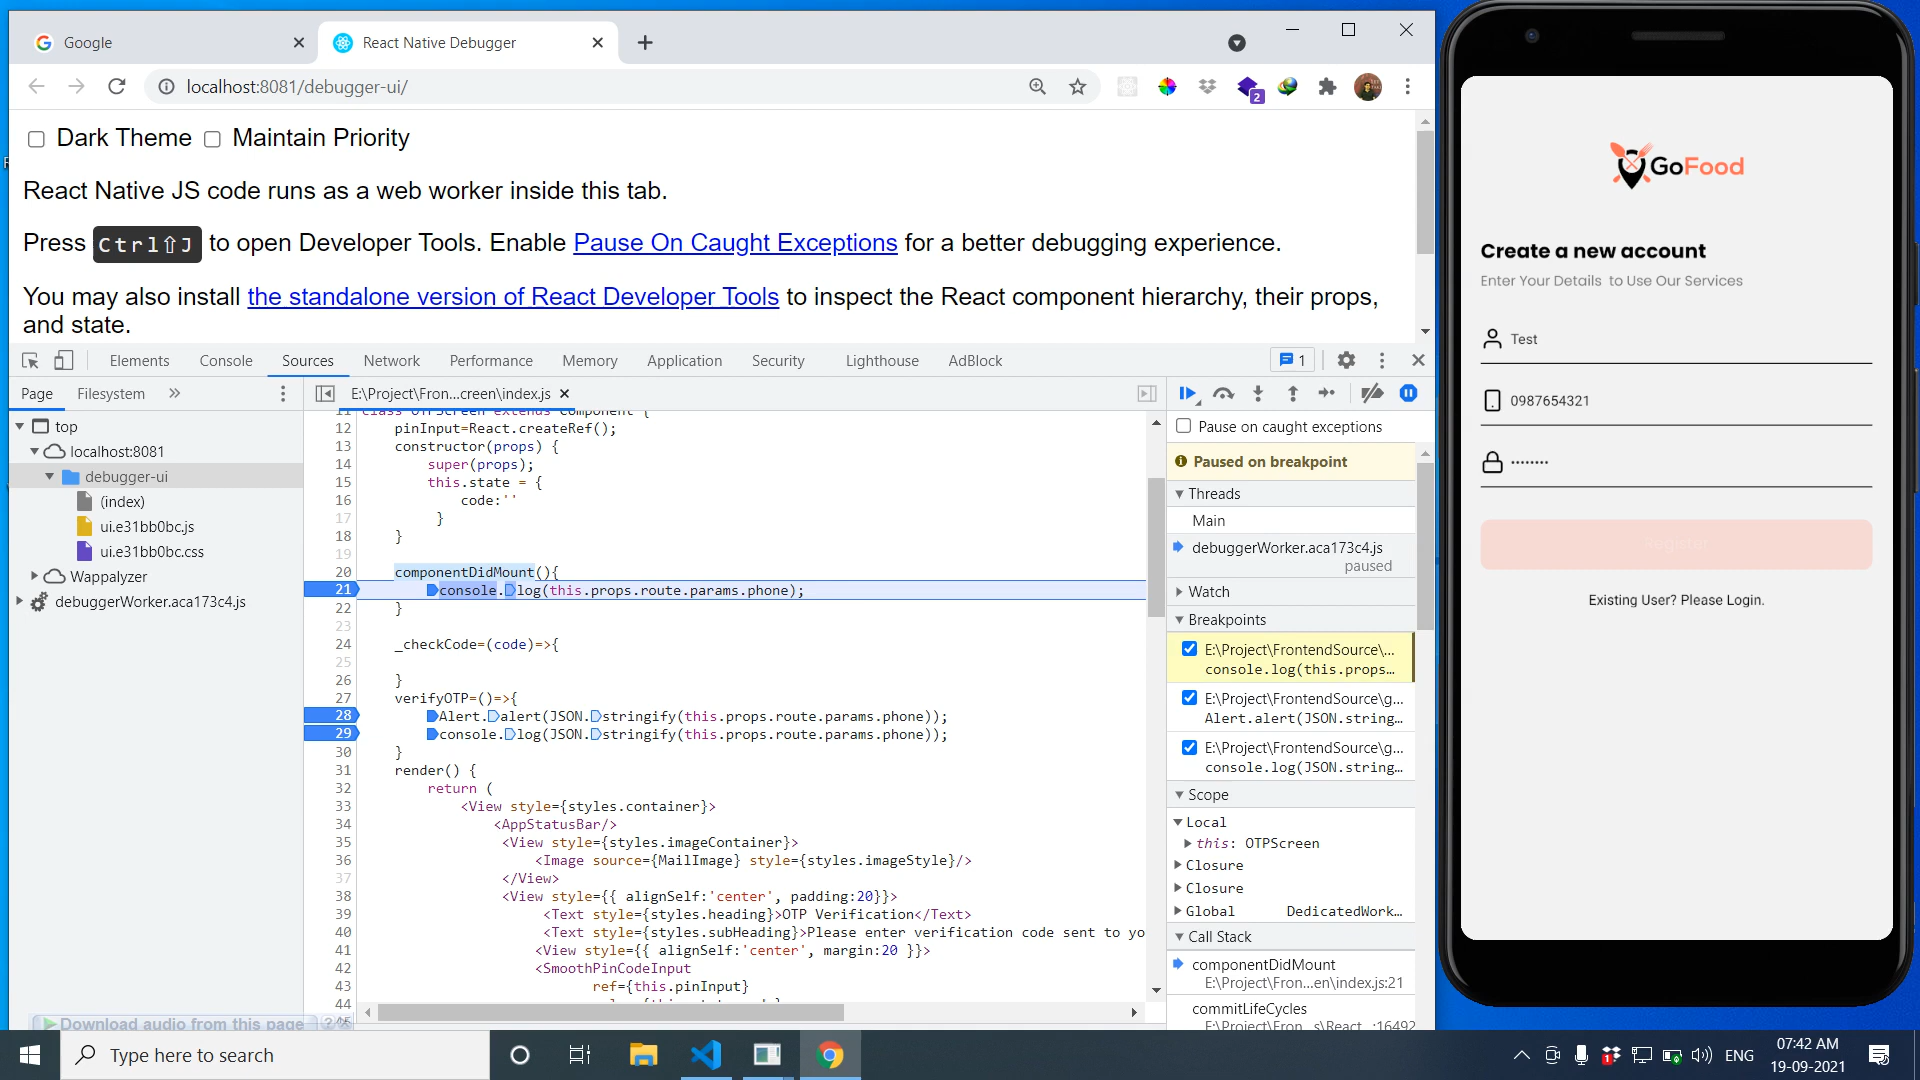 Google
React Native Debugger
localhost:8081/debugger-ui/
2
Dark Theme
Maintain Priority
React Native JS code runs as a web worker inside this tab.
Press Ctrl⇧J to open Developer Tools. Enable Pause On Caught Exceptions for a better debugging experience.
You may also install the standalone version of React Developer Tools to inspect the React component hierarchy, their props,
and state.
Elements Console Sources Network Performance Memory Application Security Lighthouse AdBlock 1
Page Filesystem
E:\Project\Fron...creen\index.js
top
localhost:8081
debugger-ui
(index)
ui.e31bb0bc.js
ui.e31bb0bc.css
Wappalyzer
debuggerWorker.aca173c4.js
11 class OTPScreen extends Component {
12 pinInput=React.createRef();
13 constructor(props) {
14 super(props);
15 this.state = {
16 code:''
17 }
18 }
19
20 componentDidMount(){
21 console.log(this.props.route.params.phone);
22 }
23
24 _checkCode=(code)=>{
25
26 }
27 verifyOTP=()=>{
28 Alert.alert(JSON.stringify(this.props.route.params.phone));
29 console.log(JSON.stringify(this.props.route.params.phone));
30 }
31 render() {
32 return (
33 <View style={styles.container}>
34 <AppStatusBar/>
35 <View style={styles.imageContainer}>
36 <Image source={MailImage} style={styles.imageStyle}/>
37 </View>
38 <View style={{ alignSelf:'center', padding:20}}>
39 <Text style={styles.heading}>OTP Verification</Text>
40 <Text style={styles.subHeading}>Please enter verification code sent to yo
41 <View style={{ alignSelf:'center', margin:20 }}>
42 <SmoothPinCodeInput
43 ref={this.pinInput}
44
Pause on caught exceptions
Paused on breakpoint
Threads
Main
debuggerWorker.aca173c4.js
paused
Watch
Breakpoints
E:\Project\FrontendSource\...
console.log(this.props...
E:\Project\FrontendSource\g...
Alert.alert(JSON.string...
E:\Project\FrontendSource\g...
console.log(JSON.string...
Scope
Local
this: OTPScreen
Closure
Closure
Global DedicatedWork...
Call Stack
componentDidMount
E:\Project\Fron...en\index.js:21
commitLifeCycles
E:\Project\Fron...s\React...:16492
Download audio from this page
?
Type here to search
1
ENG
07:42 AM
19-09-2021
GoFood
Create a new account
Enter Your Details to Use Our Services
Test
0987654321
••••••••
Register
Existing User? Please Login.